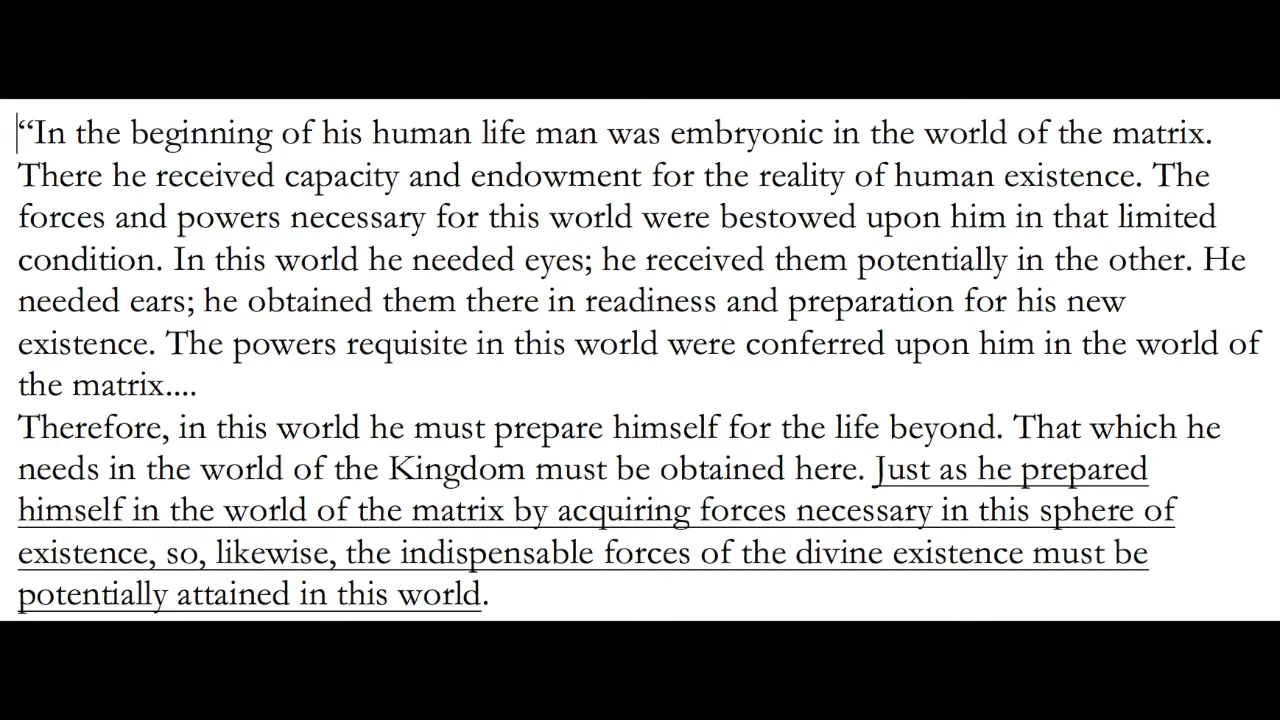 “In the beginning of his human life man was embryonic in the world of the matrix.
There he received capacity and endowment for the reality of human existence. The
forces and powers necessary for this world were bestowed upon him in that limited
condition. In this world he needed eyes; he received them potentially in the other. He
needed ears; he obtained them there in readiness and preparation for his new
existence. The powers requisite in this world were conferred upon him in the world of
the matrix....
Therefore, in this world he must prepare himself for the life beyond. That which he
needs in the world of the Kingdom must be obtained here. Just as he prepared
himself in the world of the matrix by acquiring forces necessary in this sphere of
existence, so, likewise, the indispensable forces of the divine existence must be
potentially attained in this world.